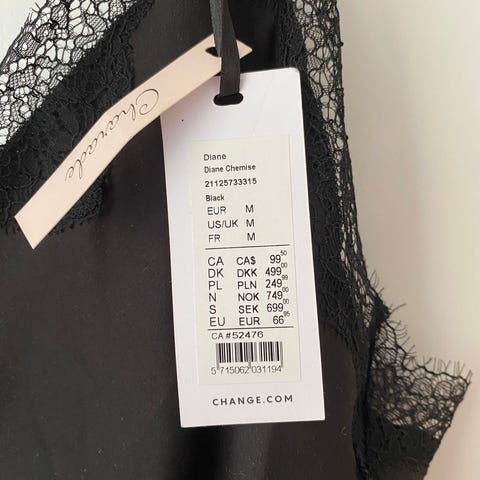 Charade
Diane
Diane Chemise
21125733315
Black
EUR M
US/UK M
FR M
CA CA$ 99 50
DK DKK 499 00
PL PLN 249 99
N NOK 749 00
S SEK 699 00
EU EUR 66 95
CA #52476
5 715062 031194
CHANGE.COM